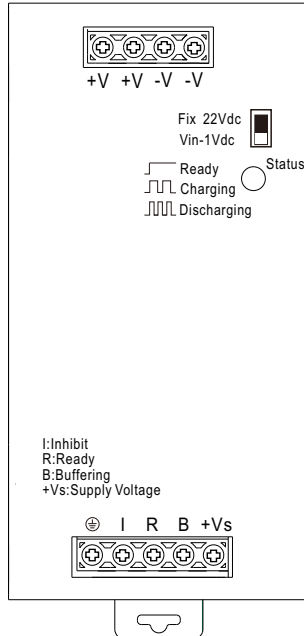 +V +V -V -V
Fix 22Vdc
Vin-1Vdc
Status
Ready
Charging
Discharging
I:Inhibit
R:Ready
B:Buffering
+Vs:Supply Voltage
I R B +Vs